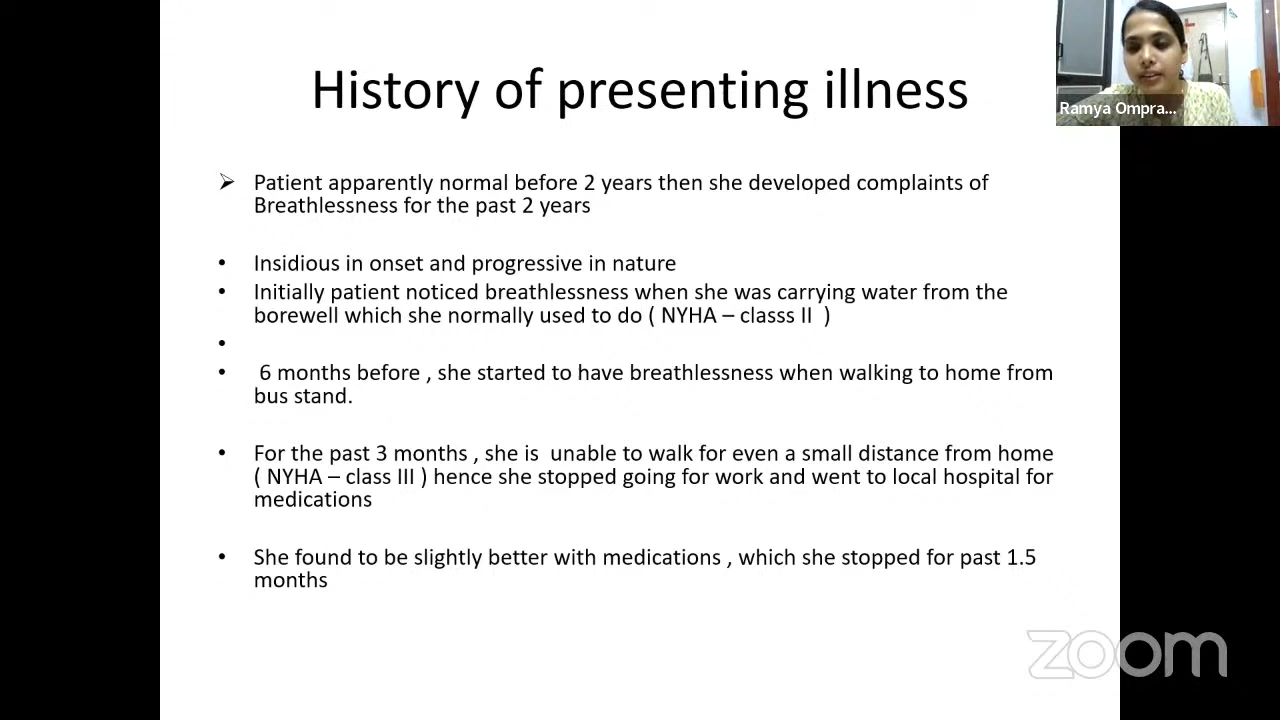 History of presenting illness
Ramya Ompra...
➢ Patient apparently normal before 2 years then she developed complaints of
Breathlessness for the past 2 years
• Insidious in onset and progressive in nature
• Initially patient noticed breathlessness when she was carrying water from the
borewell which she normally used to do ( NYHA – classs II )
•
• 6 months before , she started to have breathlessness when walking to home from
bus stand.
• For the past 3 months , she is unable to walk for even a small distance from home
( NYHA – class III ) hence she stopped going for work and went to local hospital for
medications
• She found to be slightly better with medications , which she stopped for past 1.5
months
zoom